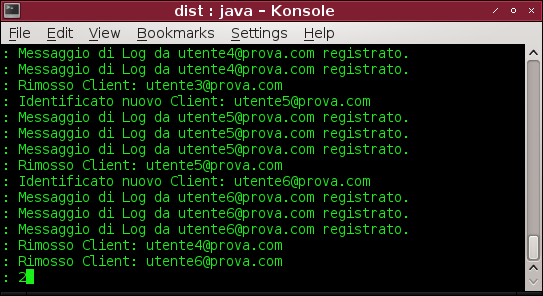 dist : java – Konsole
File Edit View Bookmarks Settings Help
: Messaggio di Log da utente4@prova.com registrato.
: Messaggio di Log da utente4@prova.com registrato.
: Rimosso Client: utente3@prova.com
: Identificato nuovo Client: utente5@prova.com
: Messaggio di Log da utente5@prova.com registrato.
: Messaggio di Log da utente5@prova.com registrato.
: Messaggio di Log da utente5@prova.com registrato.
: Rimosso Client: utente5@prova.com
: Identificato nuovo Client: utente6@prova.com
: Messaggio di Log da utente6@prova.com registrato.
: Messaggio di Log da utente6@prova.com registrato.
: Messaggio di Log da utente6@prova.com registrato.
: Rimosso Client: utente4@prova.com
: Rimosso Client: utente6@prova.com
: 2